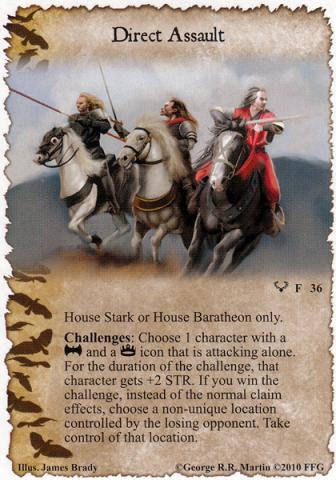 Direct Assault
F 36
House Stark or House Baratheon only.
Challenges: Choose 1 character with a
and a icon that is attacking alone.
For the duration of the challenge, that
character gets +2 STR. If you win the
challenge, instead of the normal claim
effects, choose a non-unique location
controlled by the losing opponent. Take
control of that location.
Illus. James Brady ©George R.R. Martin ©2010 FFG